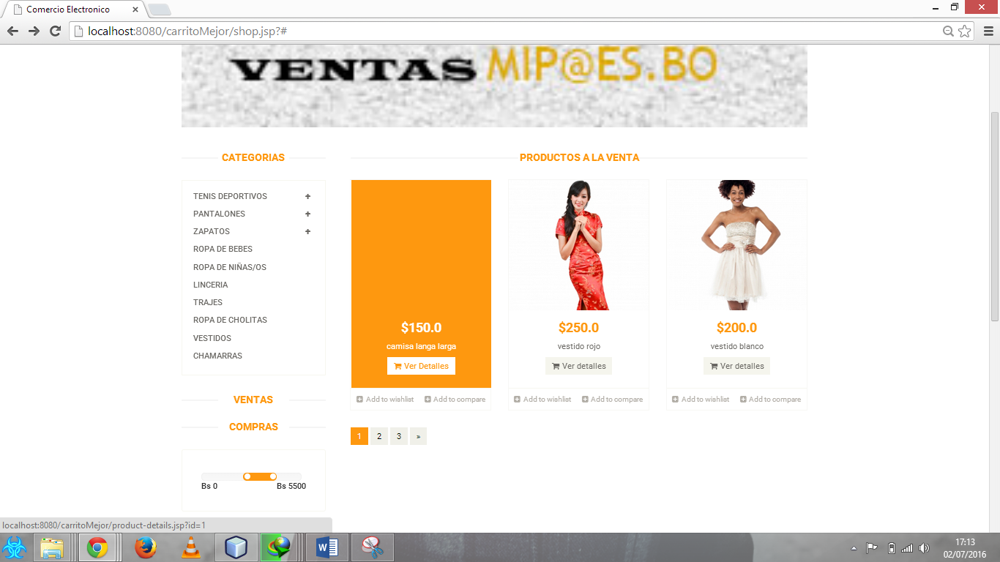 Comercio Electronico
localhost:8080/carritoMejor/shop.jsp?#
VENTAS MIP@ES.BO
CATEGORIAS
TENIS DEPORTIVOS +
PANTALONES +
ZAPATOS +
ROPA DE BEBES
ROPA DE NIÑAS/OS
LINCERIA
TRAJES
ROPA DE CHOLITAS
VESTIDOS
CHAMARRAS
VENTAS
COMPRAS
Bs 0 Bs 5500
PRODUCTOS A LA VENTA
$150.0
camisa langa larga
Ver Detalles
Add to wishlist Add to compare
$250.0
vestido rojo
Ver detalles
Add to wishlist Add to compare
$200.0
vestido blanco
Ver detalles
Add to wishlist Add to compare
1 2 3 »
localhost:8080/carritoMejor/product-details.jsp?id=1
17:13
02/07/2016